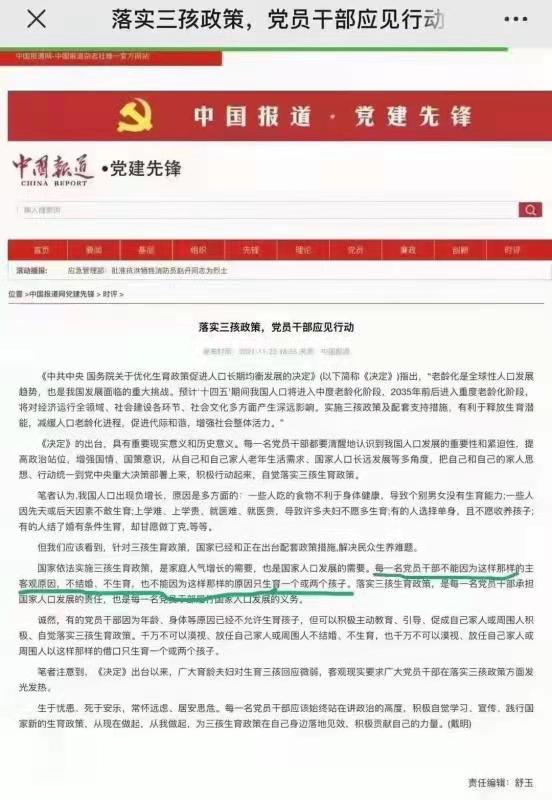 落实三孩政策，党员干部应见行动
中国报道网-中国报道杂志社唯一官方网站
中国报道·党建先锋
中国报道
CHINA REPORT
•党建先锋
输入搜索词
首页 要闻 基层 组织 先锋 理论 党员 廉政 创新 时评
滚动播报： 应急管理部：批准抗洪牺牲消防员赵丹同志为烈士
位置 >中国报道网党建先锋 > 时评 >
落实三孩政策，党员干部应见行动
来源：中国报道
《中共中央 国务院关于优化生育政策促进人口长期均衡发展的决定》(以下简称《决定》)指出，“老龄化是全球性人口发展
趋势，也是我国发展面临的重大挑战。预计‘十四五’期间我国人口将进入中度老龄化阶段，2035年前后进入重度老龄化阶段，
将对经济运行全领域、社会建设各环节、社会文化多方面产生深远影响。实施三孩政策及配套支持措施，有利于释放生育潜
能，减缓人口老龄化进程，促进代际和谐，增强社会整体活力。”
《决定》的出台，具有重要现实意义和历史意义。每一名党员干部都要清醒地认识到我国人口发展的重要性和紧迫性，提
高政治站位，增强国情、国策意识，从自己和自己家人老年生活需求、国家人口长远发展等多角度，把自己和自己的家人思
想、行动统一到党中央重大决策部署上来，积极行动起来，自觉落实三孩生育政策。
笔者认为,我国人口出现负增长，原因是多方面的：一些人吃的食物不利于身体健康，导致个别男女没有生育能力;一些人
因先天或后天因素不敢生育;上学难、上学贵、就医难、就医贵，导致许多夫妇不愿多生育;有的人选择单身，且不愿收养孩子;
有的人结了婚有条件生育，却甘愿做丁克,等等。
但我们应该看到，针对三孩生育政策，国家已经和正在出台配套政策措施,解决民众生养难题。
国家依法实施三孩生育政策，是家庭人气增长的需要，也是国家人口发展的需要。每一名党员干部不能因为这样那样的主
客观原因，不结婚、不生育，也不能因为这样那样的原因只生育一个或两个孩子。落实三孩生育政策，是每一名党员干部承担
国家人口发展的责任，也是每一名党员干部履行国家人口发展的义务。
诚然，有的党员干部因为年龄、身体等原因已经不允许生育孩子，但可以积极主动教育、引导、促成自己家人或周围人积
极、自觉落实三孩生育政策。千万不可以漠视、放任自己家人或周围人不结婚、不生育，也千万不可以漠视、放任自己家人或
周围人以这样那样的借口只生育一个或两个孩子。
笔者注意到，《决定》出台以来，广大育龄夫妇对生育三孩回应微弱，客观现实要求广大党员干部在落实三孩政策方面
发光发热。
生于忧患、死于安乐，常怀远虑、居安思危。每一名党员干部应该始终站在讲政治的高度，积极自觉学习、宣传、践行国
家新的生育政策，从现在做起，从我做起，为三孩生育政策在自己身边落地见效，积极贡献自己的力量。(戴明)
责任编辑：舒玉